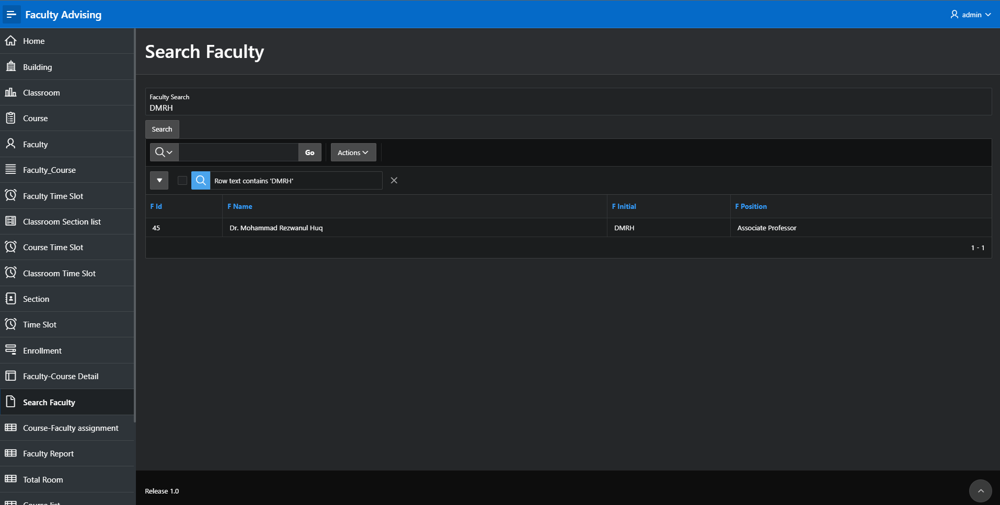 Faculty Advising
admin
Home
Building
Classroom
Course
Faculty
Faculty_Course
Faculty Time Slot
Classroom Section list
Course Time Slot
Classroom Time Slot
Section
Time Slot
Enrollment
Faculty-Course Detail
Search Faculty
Course-Faculty assignment
Faculty Report
Total Room
Course list
Search Faculty
Faculty Search
DMRH
Search
Go
Actions
Row text contains 'DMRH'
F Id F Name F Initial F Position
45 Dr. Mohammad Rezwanul Huq DMRH Associate Professor
1 - 1
Release 1.0